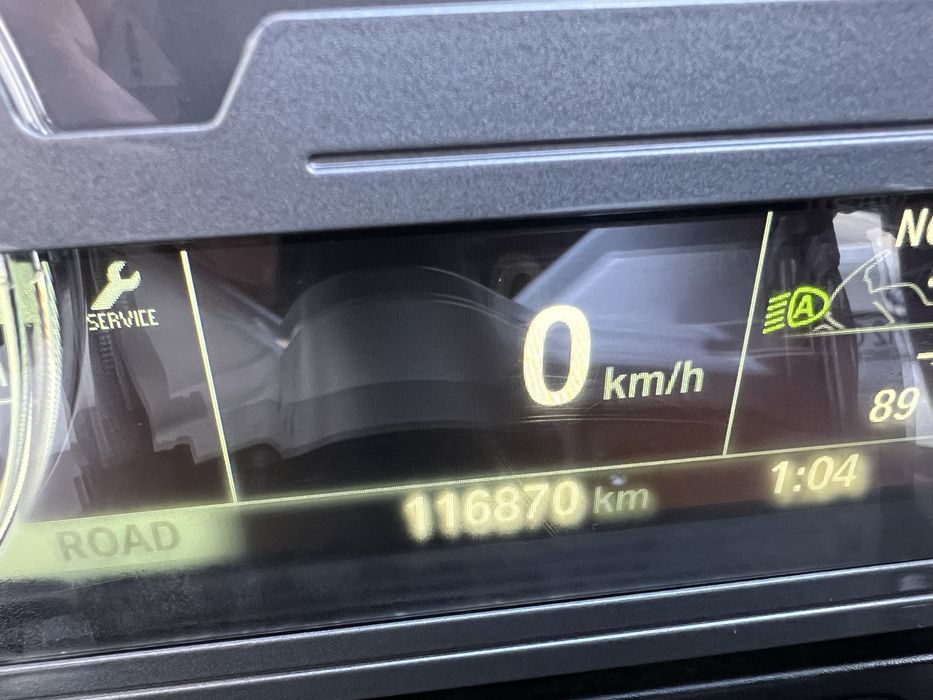 SERVICE
0 km/h
A
89
ROAD
116870 km
1:04